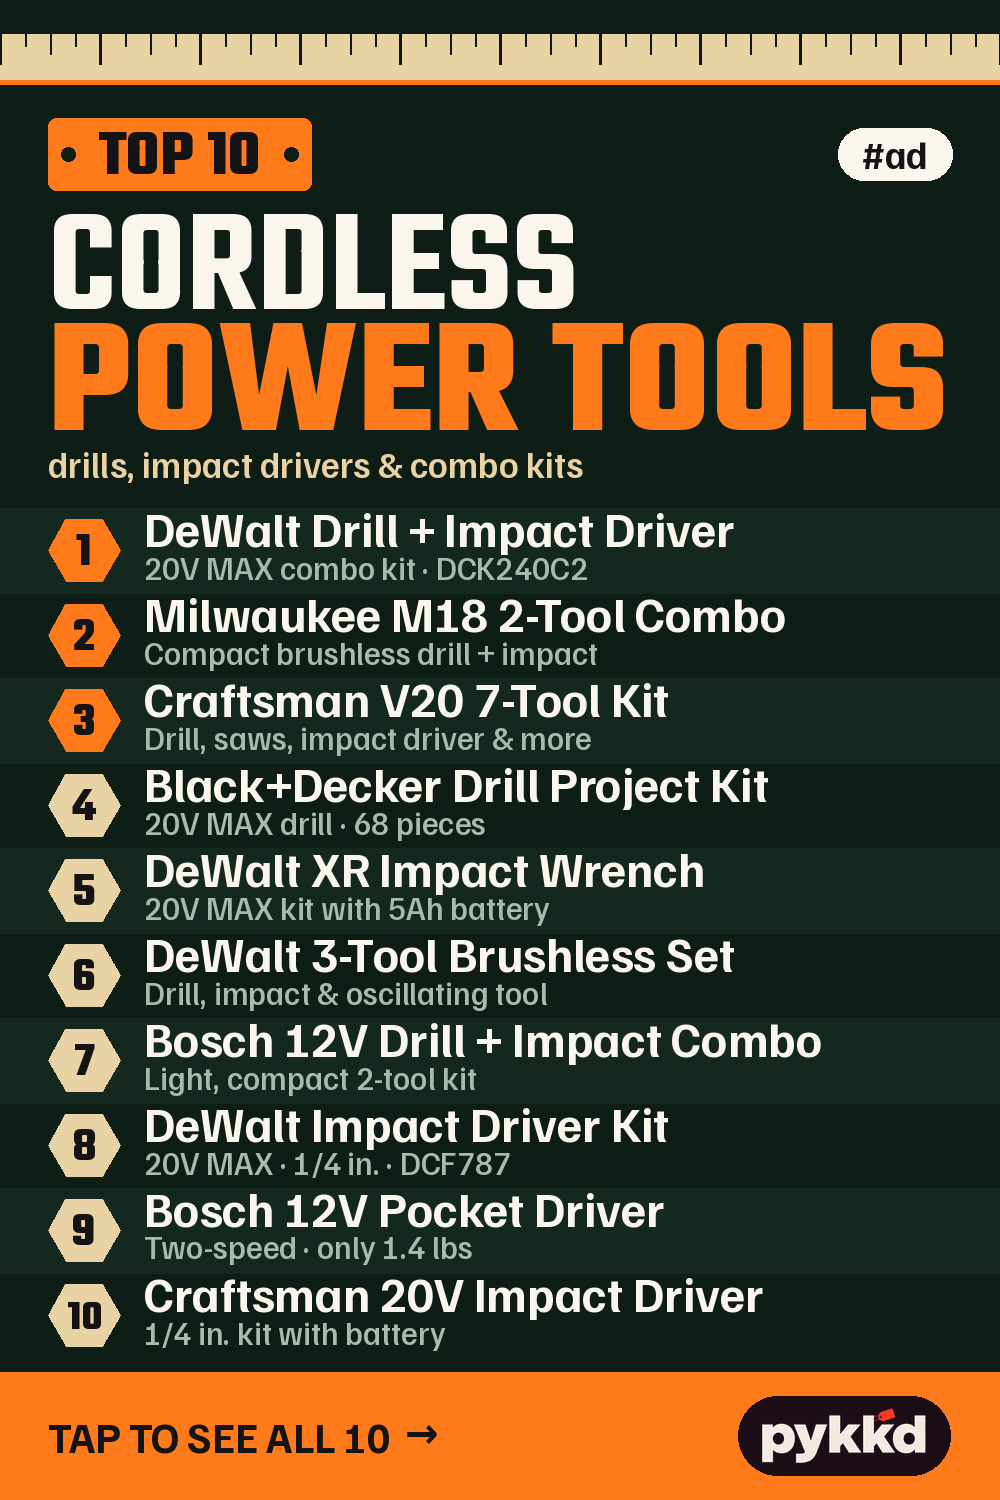 TOP 10
#ad
CORDLESS
POWER TOOLS
drills, impact drivers & combo kits
1
DeWalt Drill + Impact Driver
20V MAX combo kit · DCK240C2
2
Milwaukee M18 2-Tool Combo
Compact brushless drill + impact
3
Craftsman V20 7-Tool Kit
Drill, saws, impact driver & more
4
Black+Decker Drill Project Kit
20V MAX drill · 68 pieces
5
DeWalt XR Impact Wrench
20V MAX kit with 5Ah battery
6
DeWalt 3-Tool Brushless Set
Drill, impact & oscillating tool
7
Bosch 12V Drill + Impact Combo
Light, compact 2-tool kit
8
DeWalt Impact Driver Kit
20V MAX · 1/4 in. · DCF787
9
Bosch 12V Pocket Driver
Two-speed · only 1.4 lbs
10
Craftsman 20V Impact Driver
1/4 in. kit with battery
TAP TO SEE ALL 10 →
pykkd